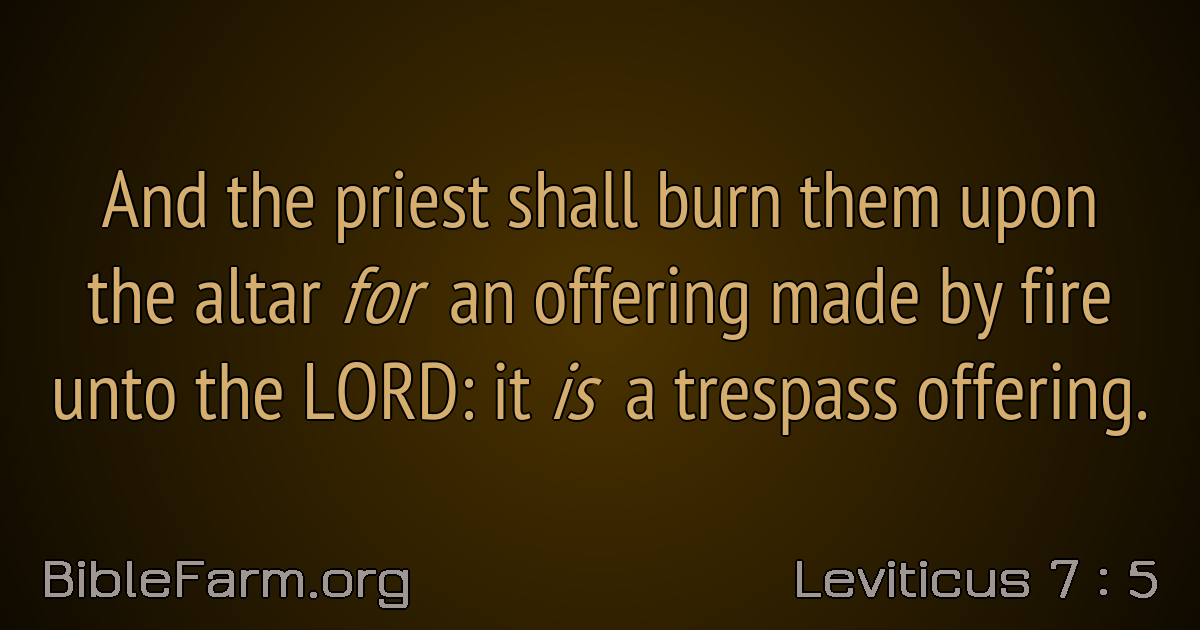 And the priest shall burn them upon
the altar for an offering made by fire
unto the LORD: it is a trespass offering.
BibleFarm.org
Leviticus 7 : 5